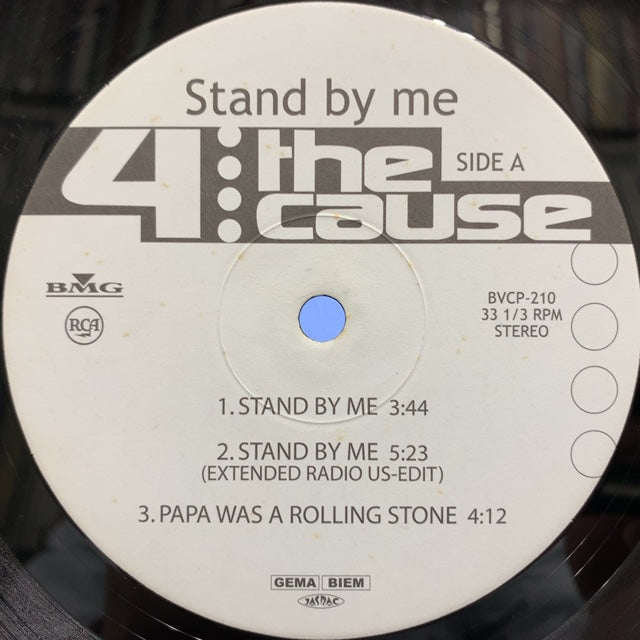 Stand by me
4:the cause
SIDE A
BMG
RCA
BVCP-210
33 1/3 RPM
STEREO
1. STAND BY ME 3:44
2. STAND BY ME 5:23
(EXTENDED RADIO US-EDIT)
3. PAPA WAS A ROLLING STONE 4:12
GEMA BIEM
JASRAC